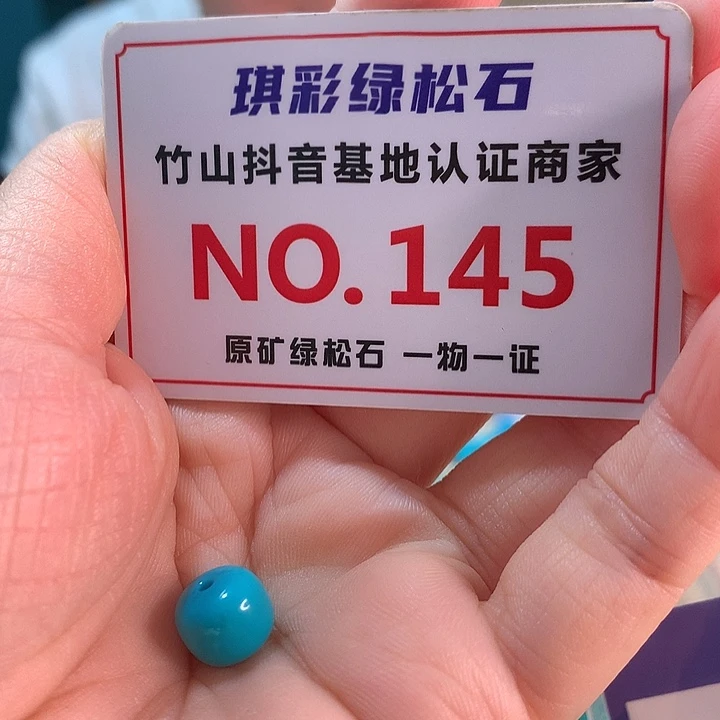 琪彩绿松石
竹山抖音基地认证商家
NO.145
原矿绿松石 一物一证